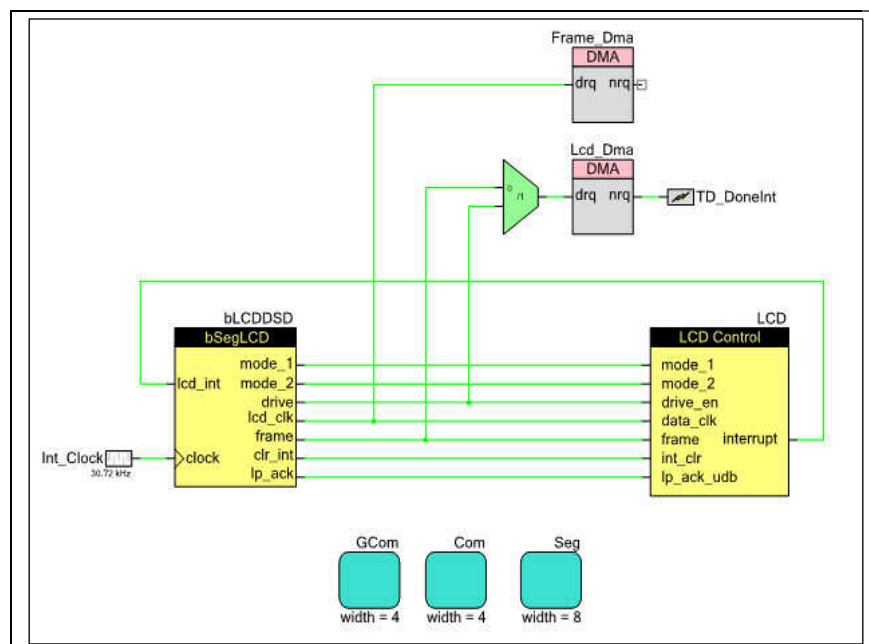 Frame_Dma
DMA
drq nrq
Lcd_Dma
DMA
0
/1
drq nrq
TD_DoneInt
bLCDDSD
bSegLCD
lcd_int
mode_1
mode_2
drive
lcd_clk
frame
clr_int
lp_ack
Int_Clock
30.72 kHz
clock
LCD
LCD Control
mode_1
mode_2
drive_en
data_clk
frame
int_clr
lp_ack_udb
interrupt
GCom Com Seg
width = 4 width = 4 width = 8